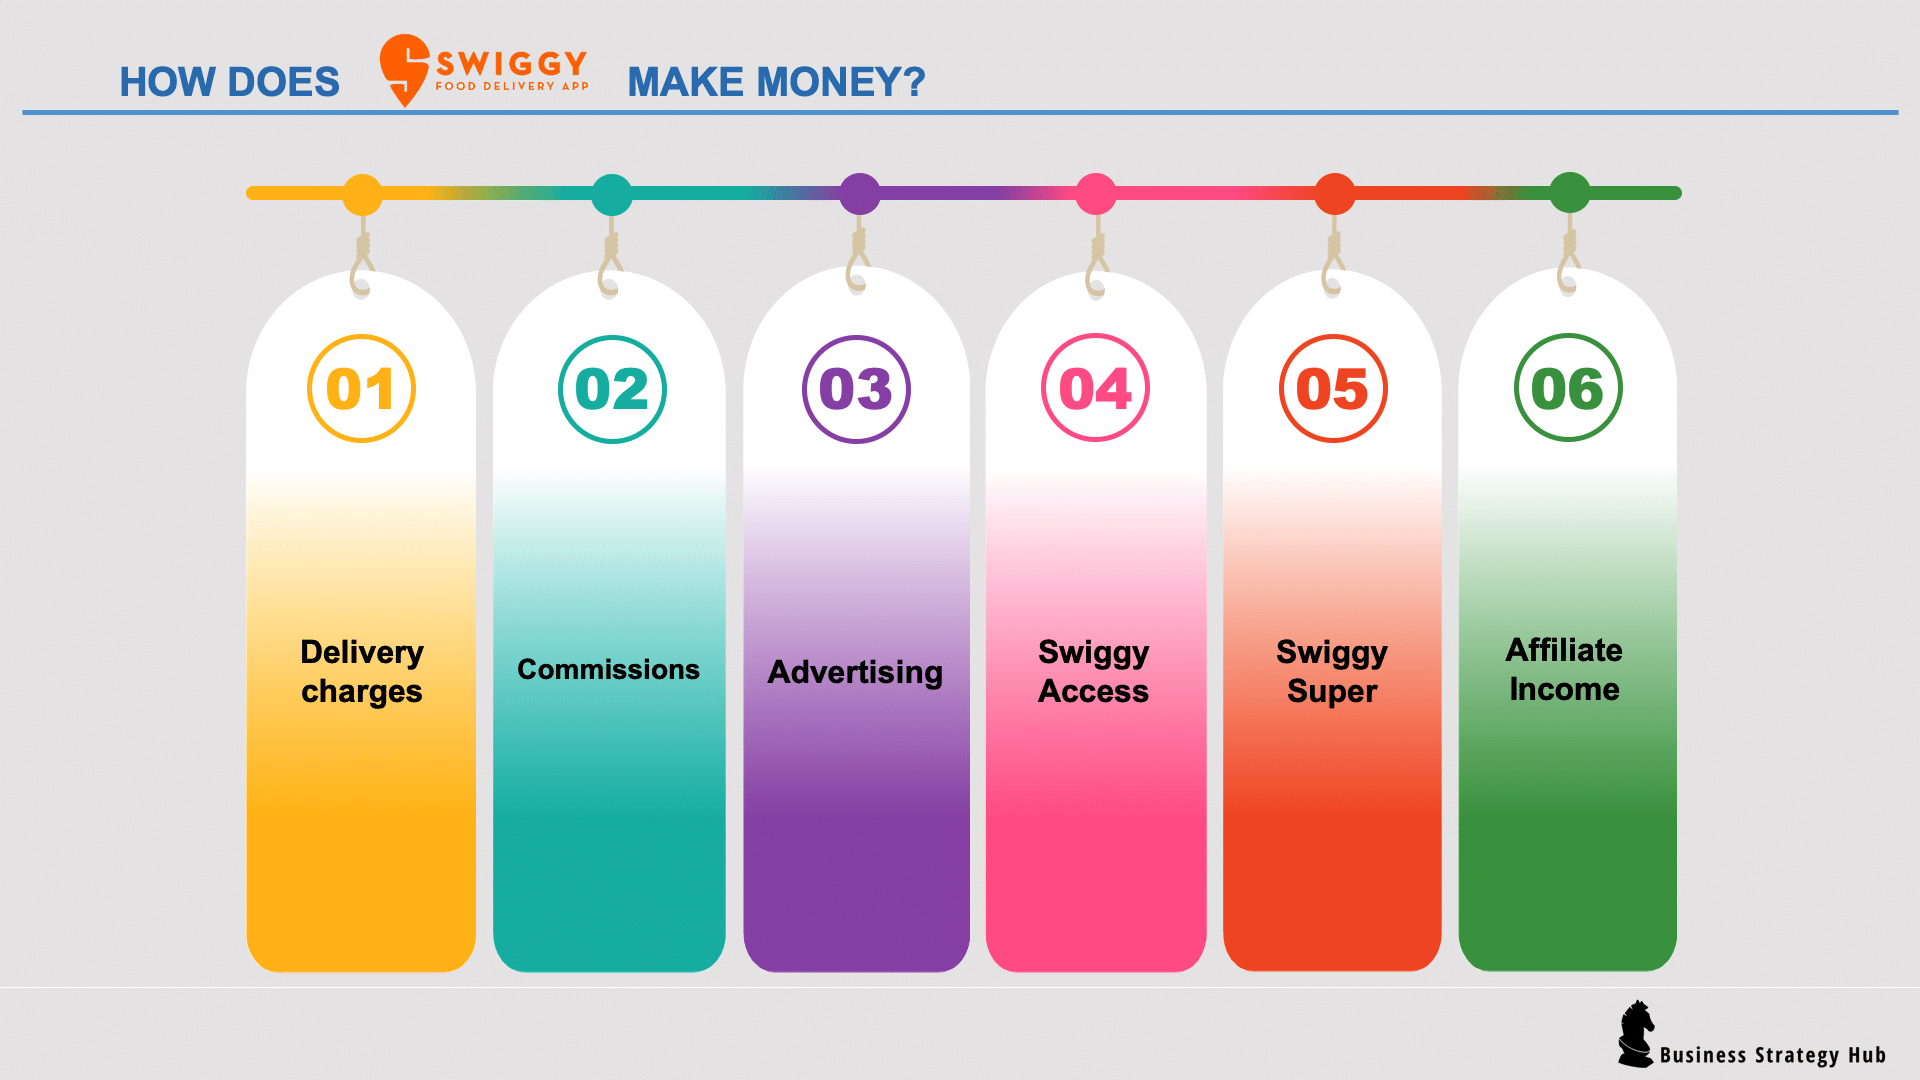 HOW DOES SWIGGY MAKE MONEY?
FOOD DELIVERY APP
01
02
03
04
05
06
Delivery
charges
Commissions
Advertising
Swiggy
Access
Swiggy
Super
Affiliate
Income
Business Strategy Hub